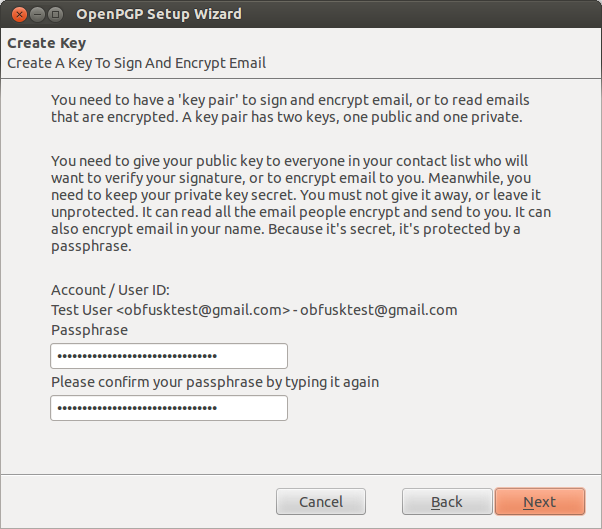 OpenPGP Setup Wizard
Create Key
Create A Key To Sign And Encrypt Email
You need to have a 'key pair' to sign and encrypt email, or to read emails
that are encrypted. A key pair has two keys, one public and one private.
You need to give your public key to everyone in your contact list who will
want to verify your signature, or to encrypt email to you. Meanwhile, you
need to keep your private key secret. You must not give it away, or leave it
unprotected. It can read all the email people encrypt and send to you. It can
also encrypt email in your name. Because it's secret, it's protected by a
passphrase.
Account / User ID:
Test User <obfusktest@gmail.com> - obfusktest@gmail.com
Passphrase
••••••••••••••••••••••••••••••••
Please confirm your passphrase by typing it again
••••••••••••••••••••••••••••••••
Cancel Back Next